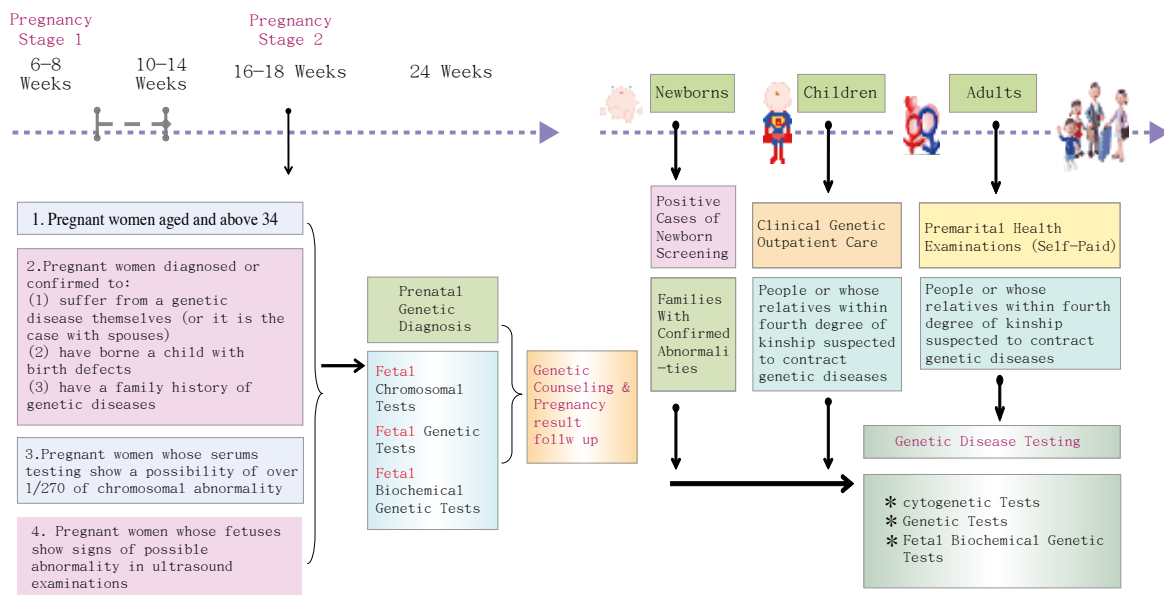 Pregnancy
Stage 1
6—8
Weeks
10—14
Weeks
Pregnancy
Stage 2
16—18 Weeks
24 Weeks
1. Pregnant women aged and above 34
2.Pregnant women diagnosed or
confirmed to:
(1) suffer from a genetic
disease themselves (or it is the
case with spouses)
(2) have borne a child with
birth defects
(3) have a family history of
genetic diseases
3.Pregnant women whose serums
testing show a possibility of over
1/270 of chromosomal abnormality
4. Pregnant women whose fetuses
show signs of possible
abnormality in ultrasound
examinations
Prenatal
Genetic
Diagnosis
Fetal
Chromosomal
Tests
Fetal Genetic
Tests
Fetal
Biochemical
Genetic Tests
Genetic
Counseling &
Pregnancy
result
follw up
Newborns
Positive
Cases of
Newborn
Screening
Families
With
Confirmed
Abnormali
—ties
Children
Clinical Genetic
Outpatient Care
People or whose
relatives within
fourth degree of
kinship suspected
to contract
genetic diseases
Adults
Premarital Health
Examinations (Self—Paid)
People or whose
relatives within fourth
degree of kinship
suspected to contract
genetic diseases
Genetic Disease Testing
* cytogenetic Tests
* Genetic Tests
* Fetal Biochemical Genetic
Tests